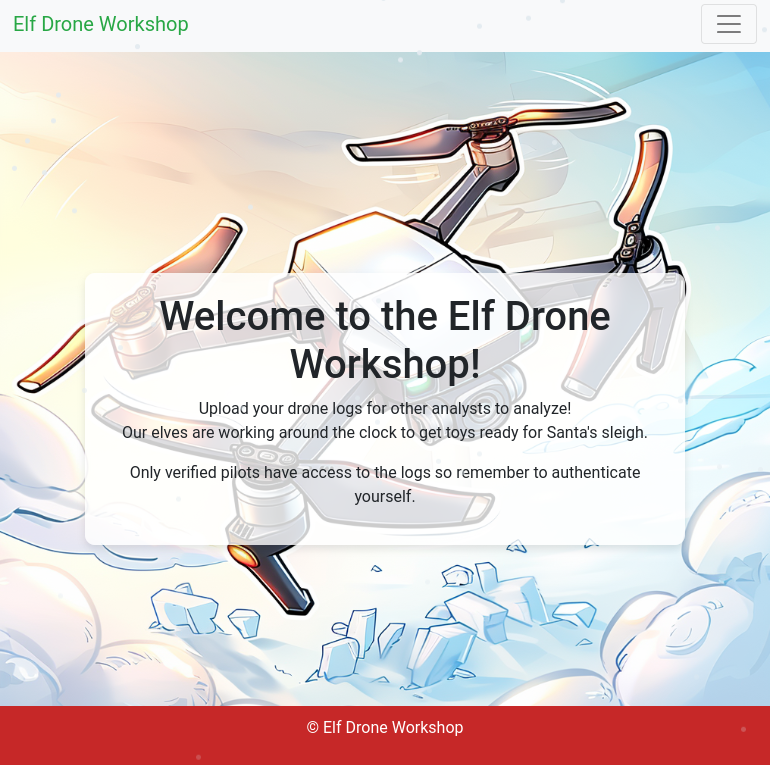 Elf Drone Workshop
Welcome to the Elf Drone
Workshop!
Upload your drone logs for other analysts to analyze!
Our elves are working around the clock to get toys ready for Santa's sleigh.
Only verified pilots have access to the logs so remember to authenticate
yourself.
© Elf Drone Workshop